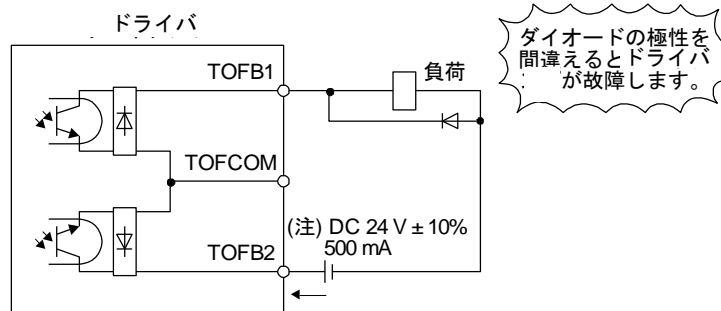 ドライバ
ダイオードの極性を
間違えるとドライバ
が故障します。
TOFB1
負荷
TOFCOM
(注) DC 24 V ± 10%
500 mA
TOFB2